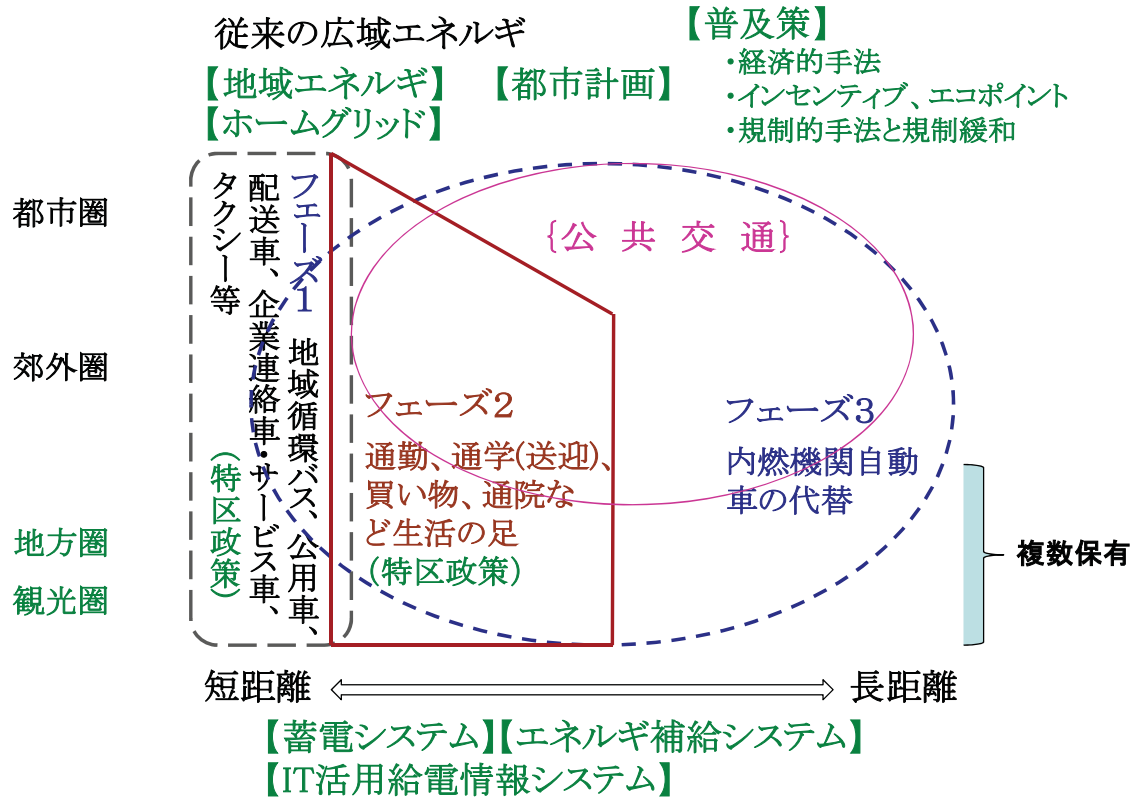 従来の広域エネルギ
【地域エネルギ】
【ホームグリッド】
【都市計画】
【普及策】
・経済的手法
・インセンティブ、エコポイント
・規制的手法と規制緩和
都市圏
郊外圏
地方圏
観光圏
フェーズ1 地域循環バス、公用車、
配送車、企業連絡車・サービス車、
タクシー等
(特区政策)
{公 共 交 通}
フェーズ2
通勤、通学(送迎)、
買い物、通院な
ど生活の足
(特区政策)
フェーズ3
内燃機関自動
車の代替
複数保有
短距離
長距離
【蓄電システム】【エネルギ補給システム】
【IT活用給電情報システム】